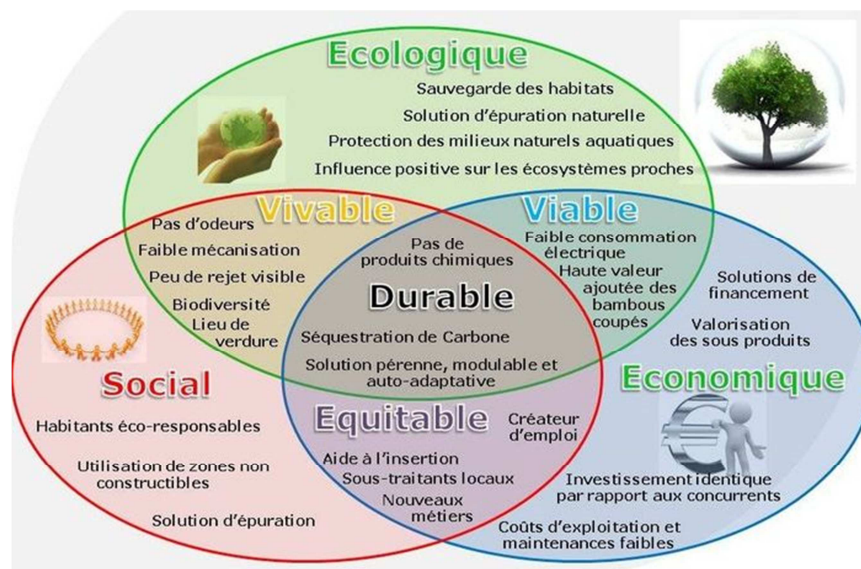 Ecologique
Sauvegarde des habitats
Solution d'épuration naturelle
Protection des milieux naturels aquatiques
Influence positive sur les écosystèmes proches
Vivable
Pas d'odeurs
Faible mécanisation
Peu de rejet visible
Biodiversité
Lieu de
verdure
Viable
Faible consommation
électrique
Haute valeur
ajoutée des
bambous
coupés
Pas de
produits chimiques
Durable
Séquestration de Carbone
Solution pérenne, modulable et
auto-adaptative
Solutions de
financement
Valorisation
des sous produits
Social
Habitants éco-responsables
Utilisation de zones non
constructibles
Solution d'épuration
Equitable
Créateur
d'emploi
Aide à l'insertion
Sous-traitants locaux
Nouveaux
métiers
Economique
Investissement identique
par rapport aux concurrents
Coûts d'exploitation et
maintenances faibles